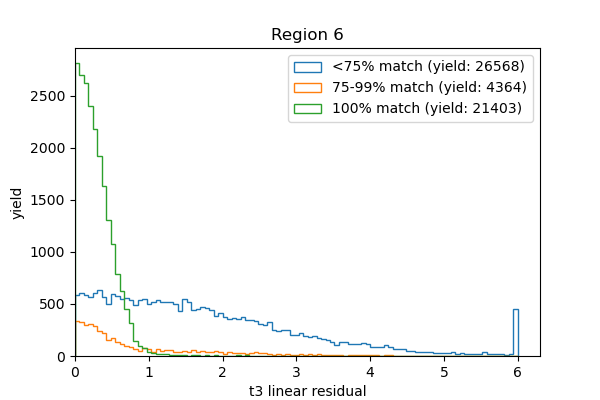 Region 6
<75% match (yield: 26568)
75-99% match (yield: 4364)
100% match (yield: 21403)
yield
2500
2000
1500
1000
500
0
0 1 2 3 4 5 6
t3 linear residual